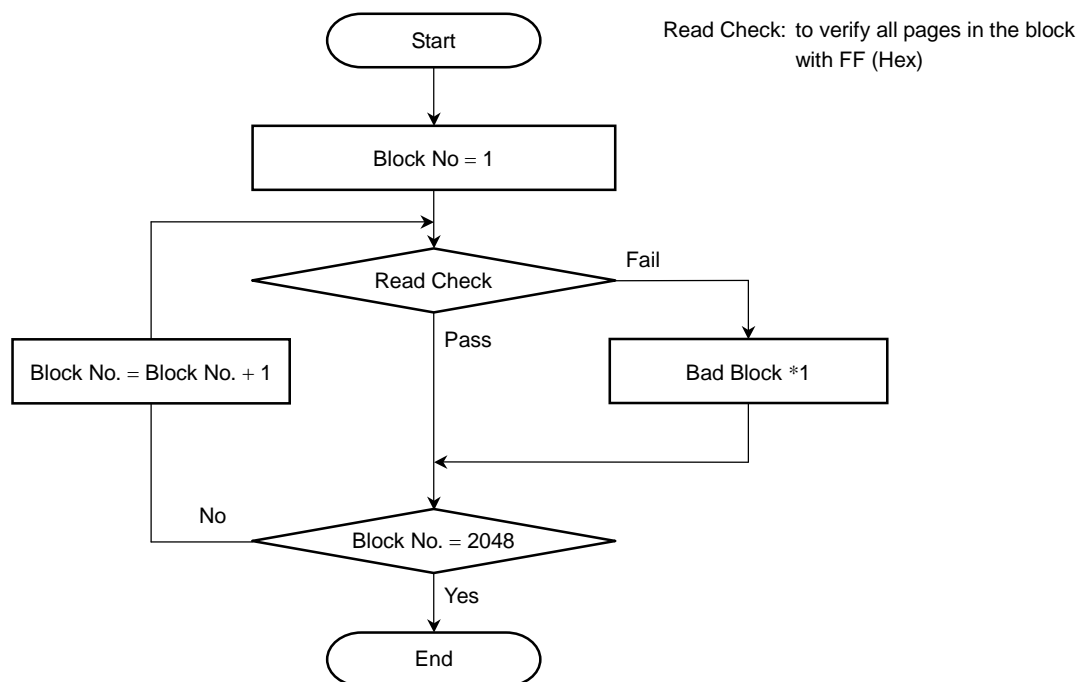 Start
Read Check: to verify all pages in the block
with FF (Hex)
Block No = 1
Read Check
Fail
Pass
Block No. = Block No. + 1
Bad Block *1
No
Block No. = 2048
Yes
End